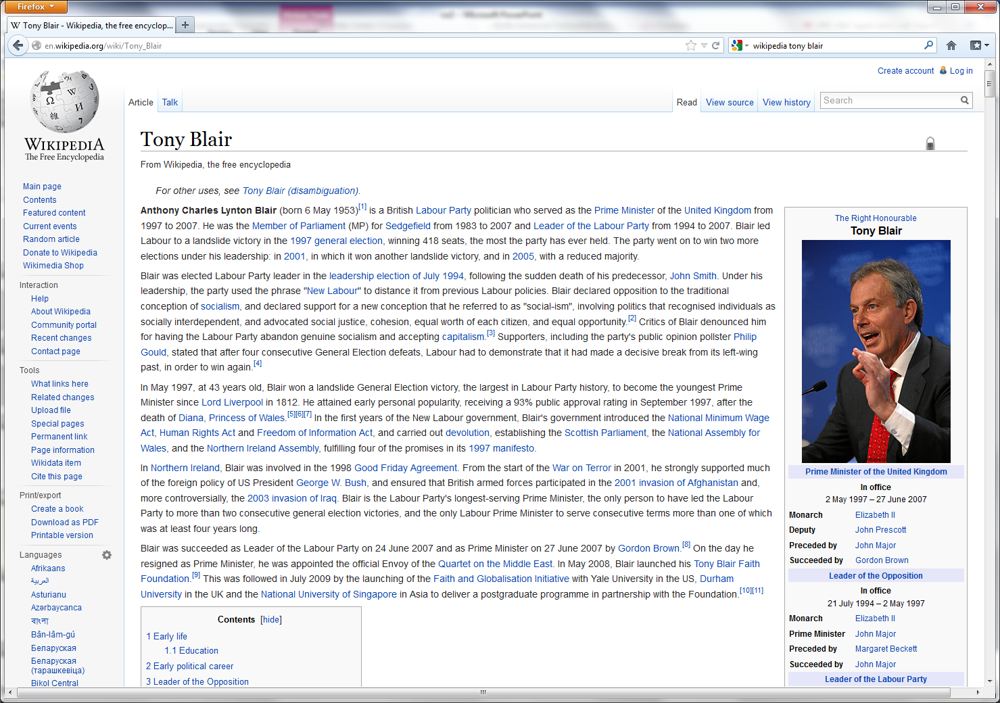 Firefox
Tony Blair - Wikipedia, the free encyclop...
en.wikipedia.org/wiki/Tony_Blair
wikipedia tony blair
Create account
Log in
Article
Talk
Read
View source
View history
Search
WIKIPEDIA
The Free Encyclopedia
Main page
Contents
Featured content
Current events
Random article
Donate to Wikipedia
Wikimedia Shop
Interaction
Help
About Wikipedia
Community portal
Recent changes
Contact page
Tools
What links here
Related changes
Upload file
Special pages
Permanent link
Page information
Wikidata item
Cite this page
Print/export
Create a book
Download as PDF
Printable version
Languages
Afrikaans
العربية
Asturianu
Azərbaycanca
বাংলা
Bân-lâm-gú
Беларуская
Беларуская
(тарашкевіца)
Bikol Central
Tony Blair
From Wikipedia, the free encyclopedia
For other uses, see Tony Blair (disambiguation).
Anthony Charles Lynton Blair (born 6 May 1953)[1] is a British Labour Party politician who served as the Prime Minister of the United Kingdom from
1997 to 2007. He was the Member of Parliament (MP) for Sedgefield from 1983 to 2007 and Leader of the Labour Party from 1994 to 2007. Blair led
Labour to a landslide victory in the 1997 general election, winning 418 seats, the most the party has ever held. The party went on to win two more
elections under his leadership: in 2001, in which it won another landslide victory, and in 2005, with a reduced majority.
Blair was elected Labour Party leader in the leadership election of July 1994, following the sudden death of his predecessor, John Smith. Under his
leadership, the party used the phrase "New Labour" to distance it from previous Labour policies. Blair declared opposition to the traditional
conception of socialism, and declared support for a new conception that he referred to as "social-ism", involving politics that recognised individuals as
socially interdependent, and advocated social justice, cohesion, equal worth of each citizen, and equal opportunity.[2] Critics of Blair denounced him
for having the Labour Party abandon genuine socialism and accepting capitalism.[3] Supporters, including the party's public opinion pollster Philip
Gould, stated that after four consecutive General Election defeats, Labour had to demonstrate that it had made a decisive break from its left-wing
past, in order to win again.[4]
In May 1997, at 43 years old, Blair won a landslide General Election victory, the largest in Labour Party history, to become the youngest Prime
Minister since Lord Liverpool in 1812. He attained early personal popularity, receiving a 93% public approval rating in September 1997, after the
death of Diana, Princess of Wales.[5][6][7] In the first years of the New Labour government, Blair's government introduced the National Minimum Wage
Act, Human Rights Act and Freedom of Information Act, and carried out devolution, establishing the Scottish Parliament, the National Assembly for
Wales, and the Northern Ireland Assembly, fulfilling four of the promises in its 1997 manifesto.
In Northern Ireland, Blair was involved in the 1998 Good Friday Agreement. From the start of the War on Terror in 2001, he strongly supported much
of the foreign policy of US President George W. Bush, and ensured that British armed forces participated in the 2001 invasion of Afghanistan and,
more controversially, the 2003 invasion of Iraq. Blair is the Labour Party's longest-serving Prime Minister, the only person to have led the Labour
Party to more than two consecutive general election victories, and the only Labour Prime Minister to serve consecutive terms more than one of which
was at least four years long.
Blair was succeeded as Leader of the Labour Party on 24 June 2007 and as Prime Minister on 27 June 2007 by Gordon Brown.[8] On the day he
resigned as Prime Minister, he was appointed the official Envoy of the Quartet on the Middle East. In May 2008, Blair launched his Tony Blair Faith
Foundation.[9] This was followed in July 2009 by the launching of the Faith and Globalisation Initiative with Yale University in the US, Durham
University in the UK and the National University of Singapore in Asia to deliver a postgraduate programme in partnership with the Foundation.[10][11]
Contents [hide]
1 Early life
1.1 Education
2 Early political career
3 Leader of the Opposition
The Right Honourable
Tony Blair
Prime Minister of the United Kingdom
In office
2 May 1997 – 27 June 2007
Monarch Elizabeth II
Deputy John Prescott
Preceded by John Major
Succeeded by Gordon Brown
Leader of the Opposition
In office
21 July 1994 – 2 May 1997
Monarch Elizabeth II
Prime Minister John Major
Preceded by Margaret Beckett
Succeeded by John Major
Leader of the Labour Party